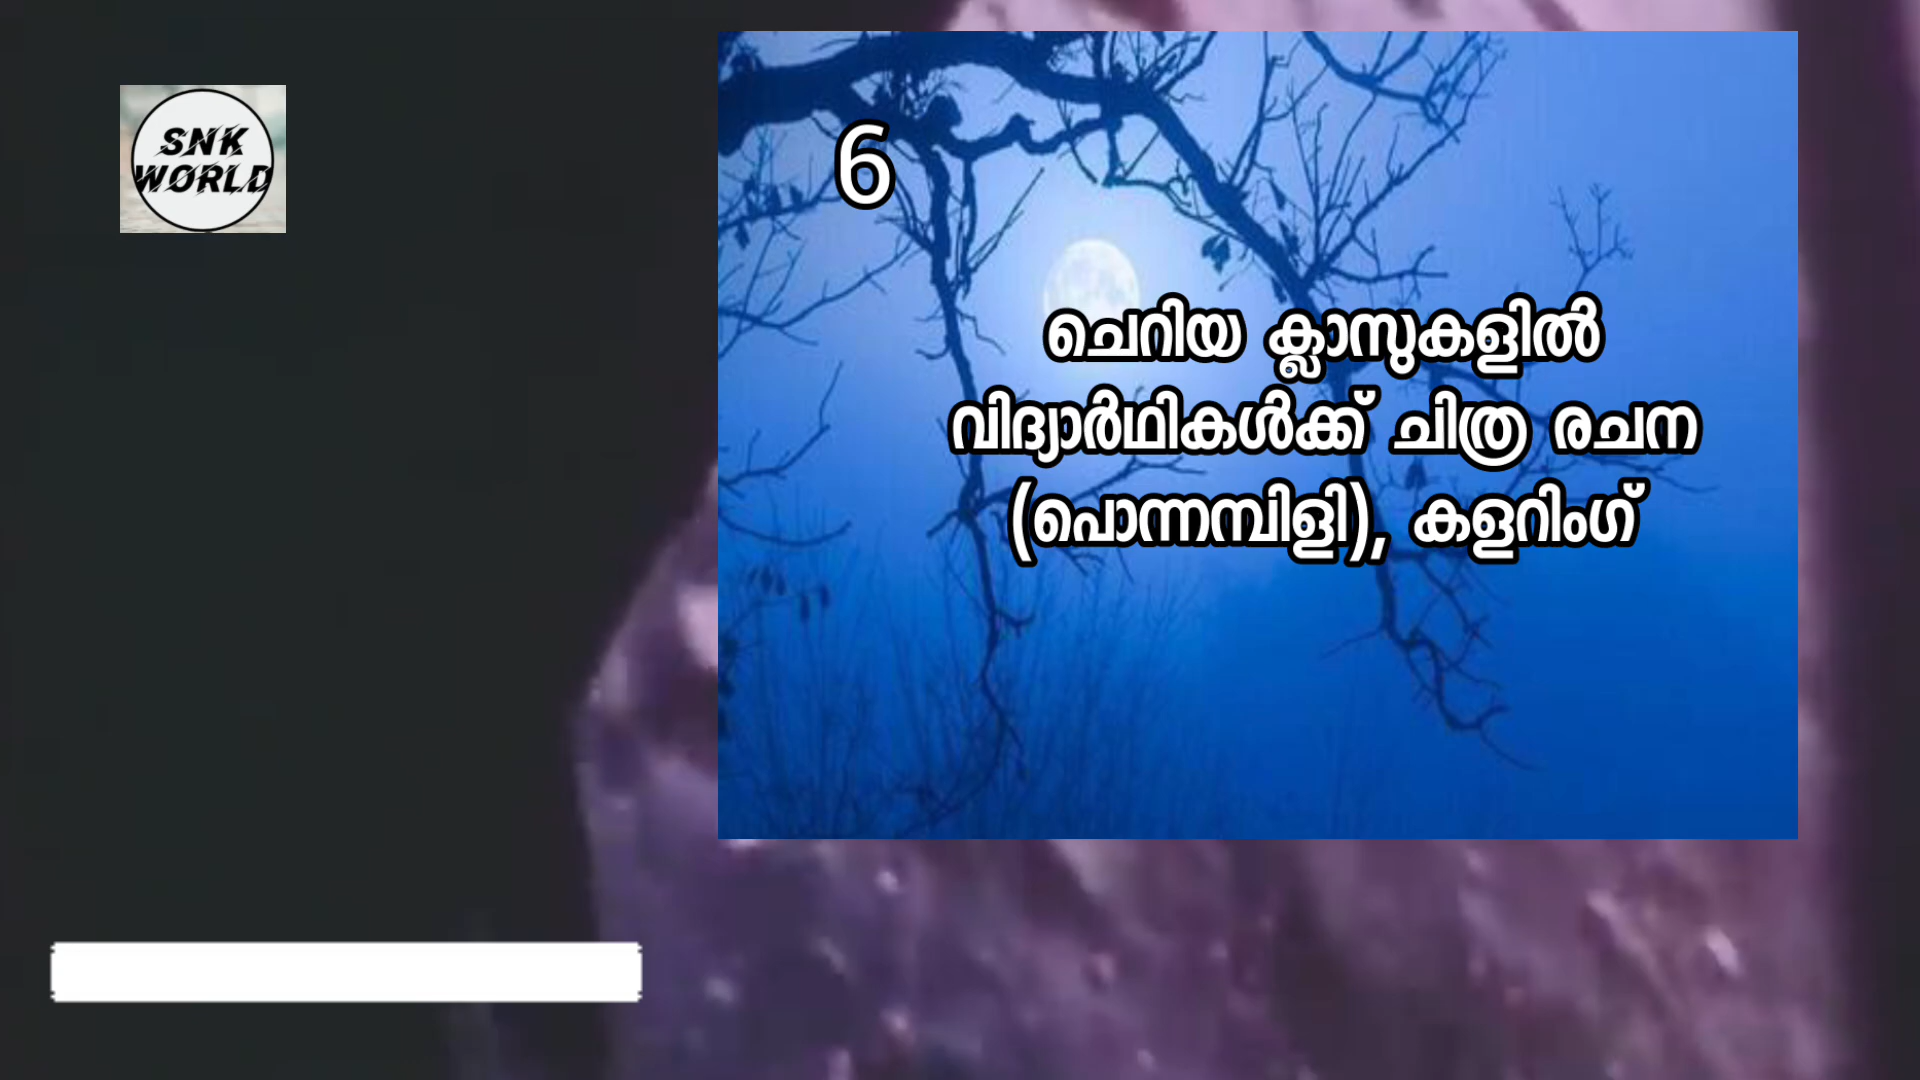 SNK
WORLD
6
ചെറിയ ക്ലാസുകളിൽ
വിദ്യാർഥികൾക്ക് ചിത്ര രചന
(പൊന്നമ്പിളി), കളറിംഗ്